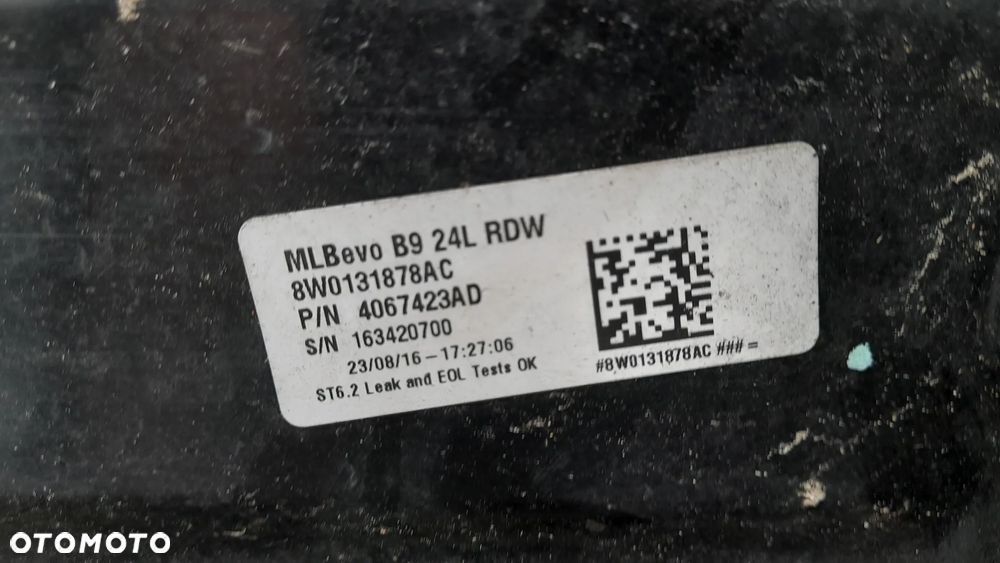 MLBevo B9 24L RDW
8W0131878AC
P/N 4067423AD
S/N 163420700
23/08/16-17:27:06
ST6.2 Leak and EOL Tests OK
#8W0131878AC ###=
OTOMOTO